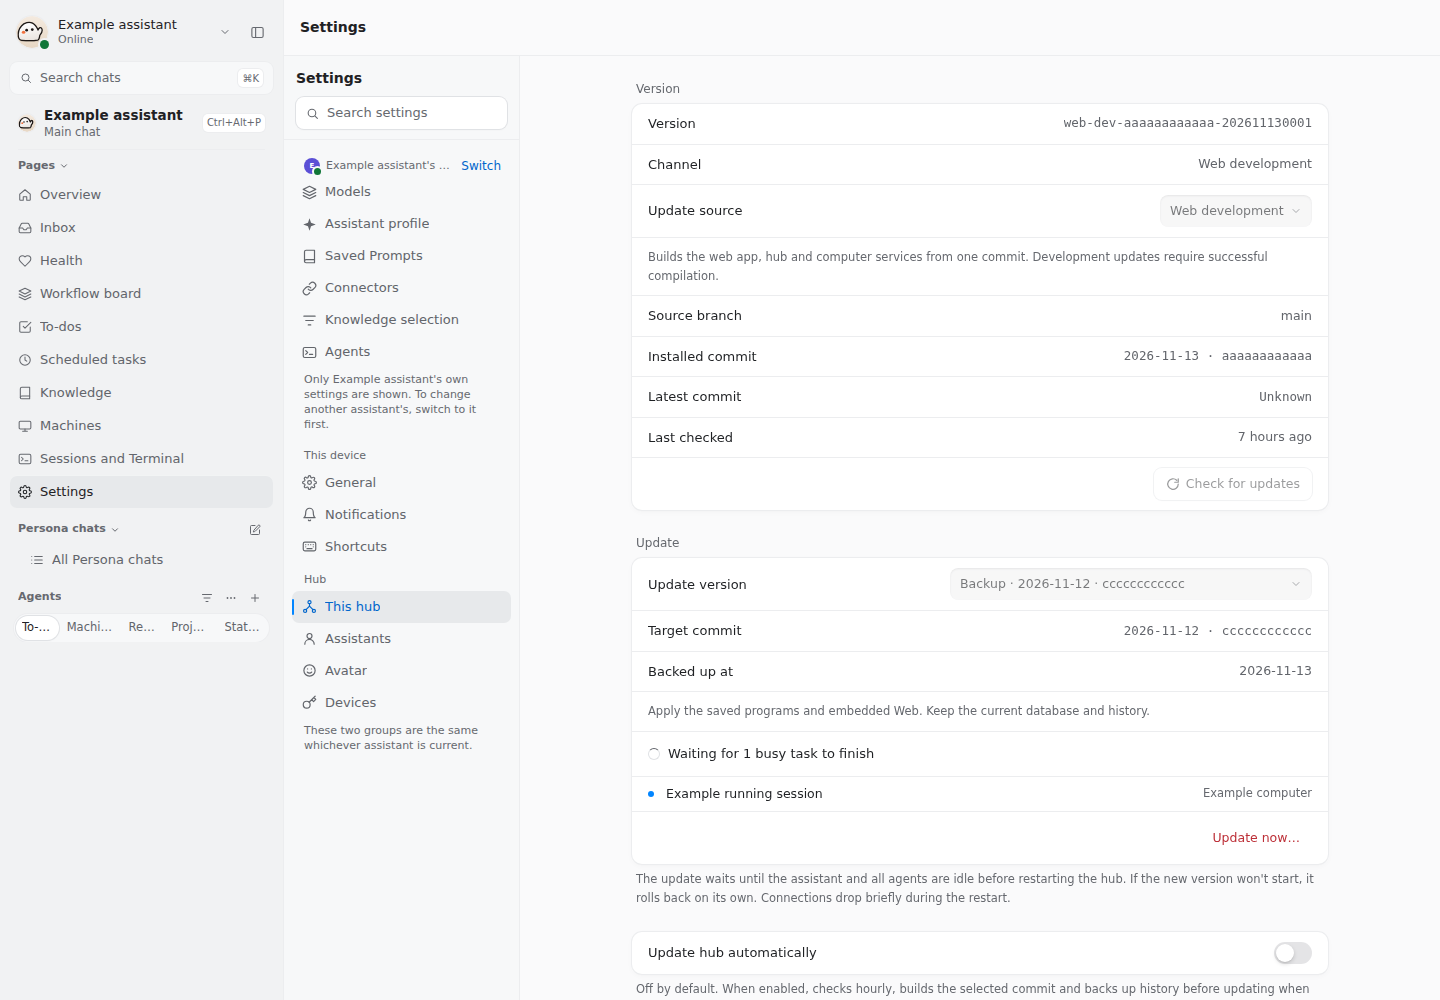 Example assistant
Online
Search chats
⌘K
Example assistant
Main chat
Ctrl+Alt+P
Pages
Overview
Inbox
Health
Workflow board
To-dos
Scheduled tasks
Knowledge
Machines
Sessions and Terminal
Settings
Persona chats
All Persona chats
Agents
To-...
Machi...
Re...
Proj...
Stat...
Settings
Settings
Search settings
E
Example assistant's ...
Switch
Models
Assistant profile
Saved Prompts
Connectors
Knowledge selection
Agents
Only Example assistant's own
settings are shown. To change
another assistant's, switch to it
first.
This device
General
Notifications
Shortcuts
Hub
This hub
Assistants
Avatar
Devices
These two groups are the same
whichever assistant is current.
Version
Version
web-dev-aaaaaaaaaaaa-202611130001
Channel
Web development
Update source
Web development
Builds the web app, hub and computer services from one commit. Development updates require successful
compilation.
Source branch
main
Installed commit
2026-11-13 · aaaaaaaaaaaa
Latest commit
Unknown
Last checked
7 hours ago
Check for updates
Update
Update version
Backup · 2026-11-12 · cccccccccccc
Target commit
2026-11-12 · cccccccccccc
Backed up at
2026-11-13
Apply the saved programs and embedded Web. Keep the current database and history.
Waiting for 1 busy task to finish
Example running session
Example computer
Update now...
The update waits until the assistant and all agents are idle before restarting the hub. If the new version won't start, it
rolls back on its own. Connections drop briefly during the restart.
Update hub automatically
Off by default. When enabled, checks hourly, builds the selected commit and backs up history before updating when